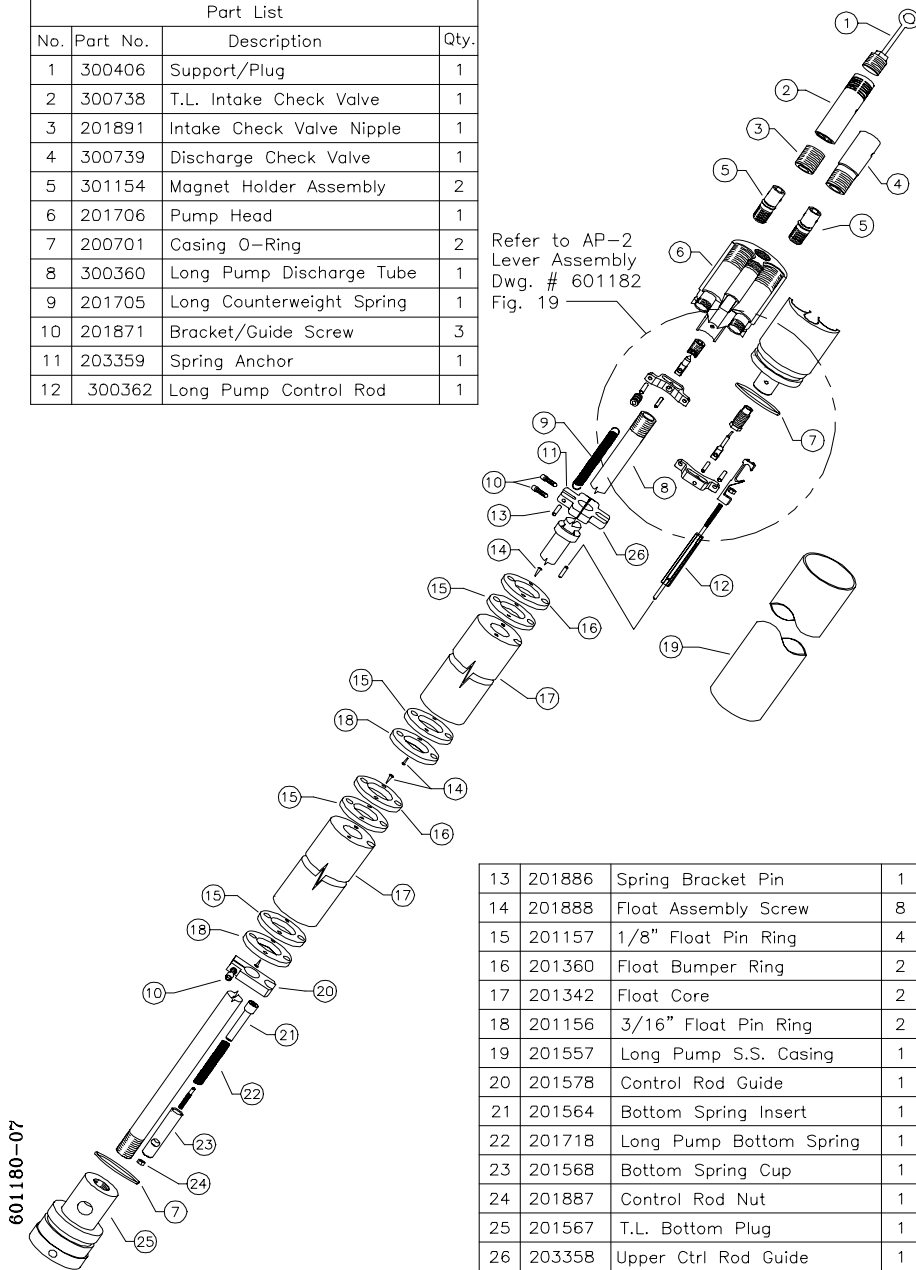 Part List
No. Part No. Description Qty.
1 300406 Support/Plug 1
2 300738 T.L. Intake Check Valve 1
3 201891 Intake Check Valve Nipple 1
4 300739 Discharge Check Valve 1
5 301154 Magnet Holder Assembly 2
6 201706 Pump Head 1
7 200701 Casing O-Ring 2
8 300360 Long Pump Discharge Tube 1
9 201705 Long Counterweight Spring 1
10 201871 Bracket/Guide Screw 3
11 203359 Spring Anchor 1
12 300362 Long Pump Control Rod 1
1
2
3
4
5
5
Refer to AP-2
Lever Assembly
Dwg. # 601182
Fig. 19
6
7
9
11
10
8
13
26
14
12
15
16
19
17
15
18
14
15
16
17
15
18
10
20
21
22
23
24
7
25
13 201886 Spring Bracket Pin 1
14 201888 Float Assembly Screw 8
15 201157 1/8" Float Pin Ring 4
16 201360 Float Bumper Ring 2
17 201342 Float Core 2
18 201156 3/16" Float Pin Ring 2
19 201557 Long Pump S.S. Casing 1
20 201578 Control Rod Guide 1
21 201564 Bottom Spring Insert 1
22 201718 Long Pump Bottom Spring 1
23 201568 Bottom Spring Cup 1
24 201887 Control Rod Nut 1
25 201567 T.L. Bottom Plug 1
26 203358 Upper Ctrl Rod Guide 1
601180-07